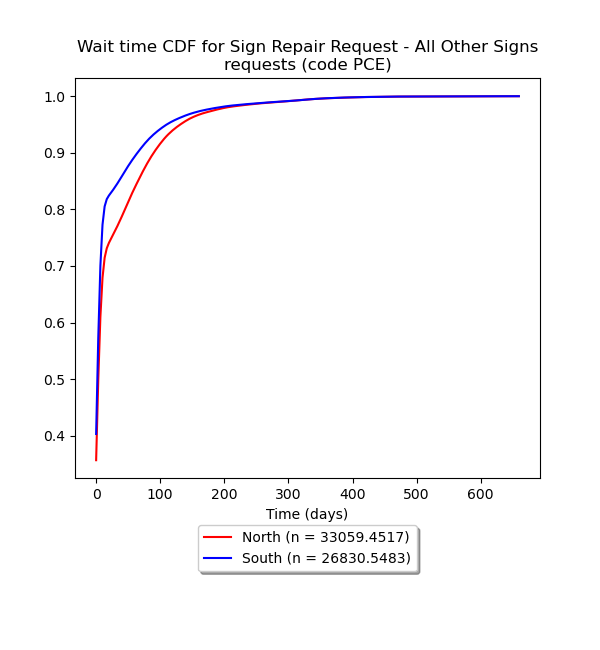 Wait time CDF for Sign Repair Request - All Other Signs
requests (code PCE)
1.0
0.9
0.8
0.7
0.6
0.5
0.4
0 100 200 300 400 500 600
Time (days)
North (n = 33059.4517)
South (n = 26830.5483)